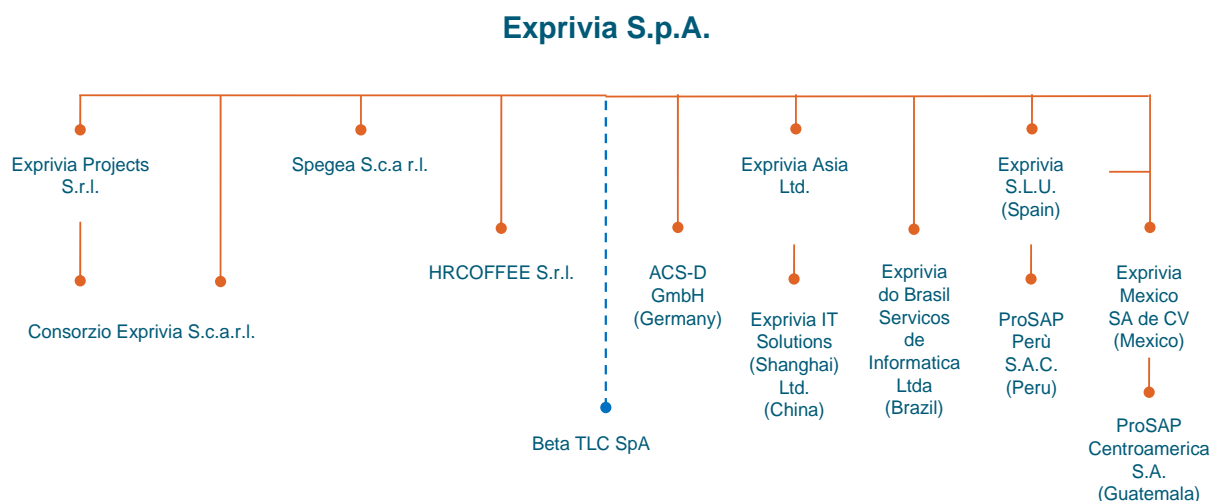 Exprivia S.p.A.
Exprivia Projects
S.r.l.
Spegea S.c.a r.l.
Exprivia Asia
Ltd.
Exprivia
S.L.U.
(Spain)
HRCOFFEE S.r.l.
ACS-D
GmbH
(Germany)
Exprivia
do Brasil
Servicos
de
Informatica
Ltda
(Brazil)
Exprivia
Mexico
SA de CV
(Mexico)
Consorzio Exprivia S.c.a.r.l.
Exprivia IT
Solutions
(Shanghai)
Ltd.
(China)
ProSAP
Perù
S.A.C.
(Peru)
Beta TLC SpA
ProSAP
Centroamerica
S.A.
(Guatemala)